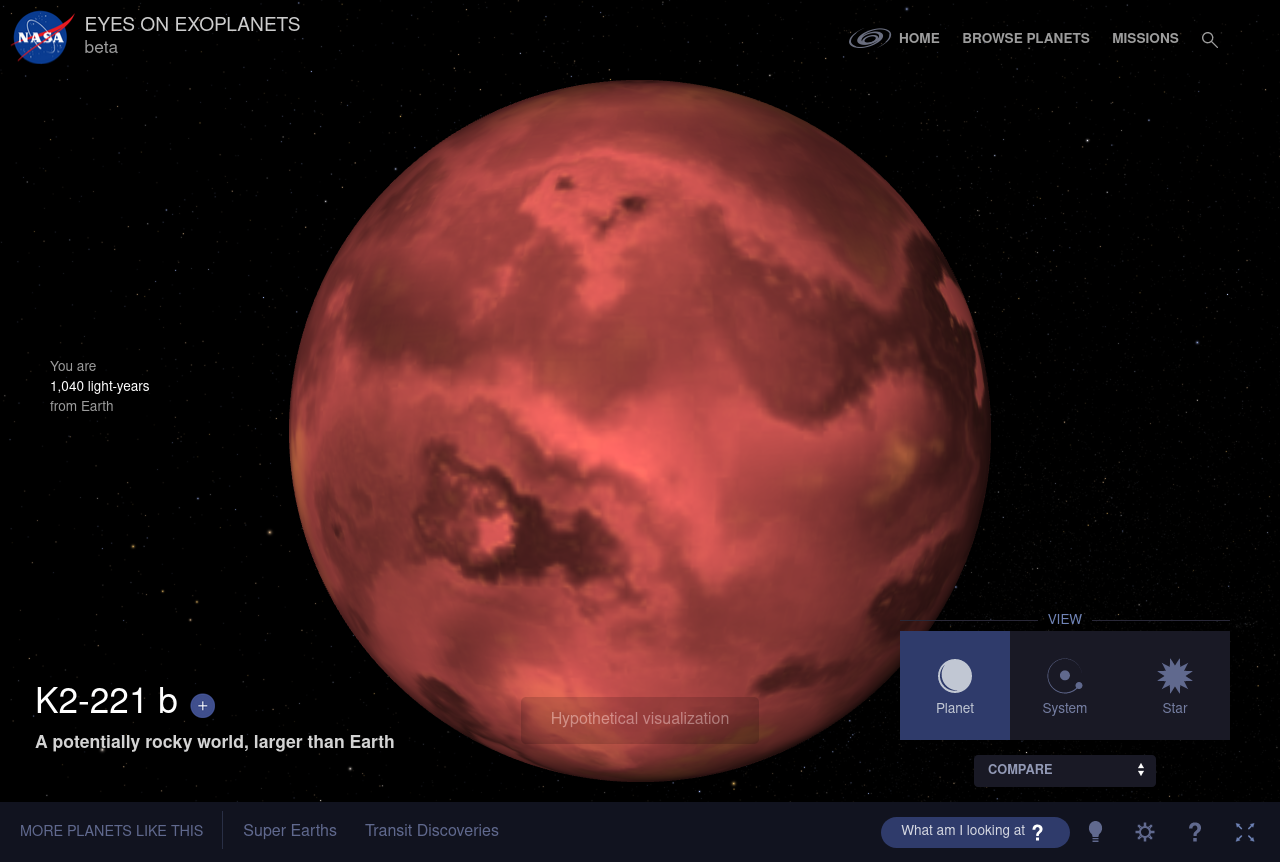 NASA
EYES ON EXOPLANETS
beta
HOME
BROWSE PLANETS
MISSIONS
You are
1,040 light-years
from Earth
VIEW
Planet
System
Star
K2-221 b +
A potentially rocky world, larger than Earth
Hypothetical visualization
COMPARE
MORE PLANETS LIKE THIS
Super Earths
Transit Discoveries
What am I looking at ?
?